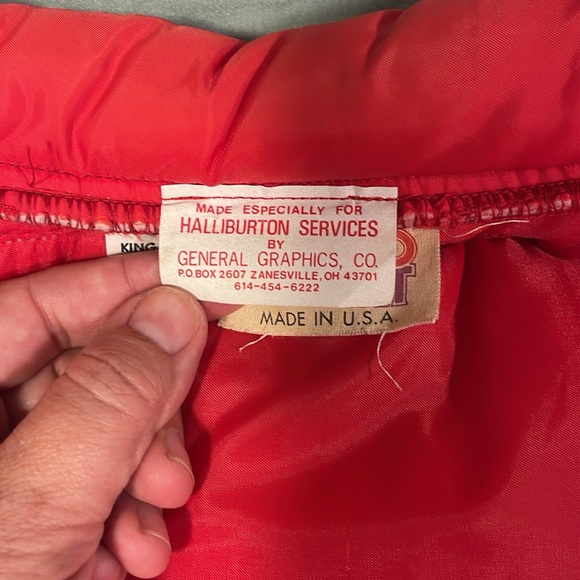 MADE ESPECIALLY FOR
HALLIBURTON SERVICES
BY
GENERAL GRAPHICS, CO.
P.O.BOX 2607 ZANESVILLE, OH 43701
614-454-6222
KING
MADE IN U.S.A.